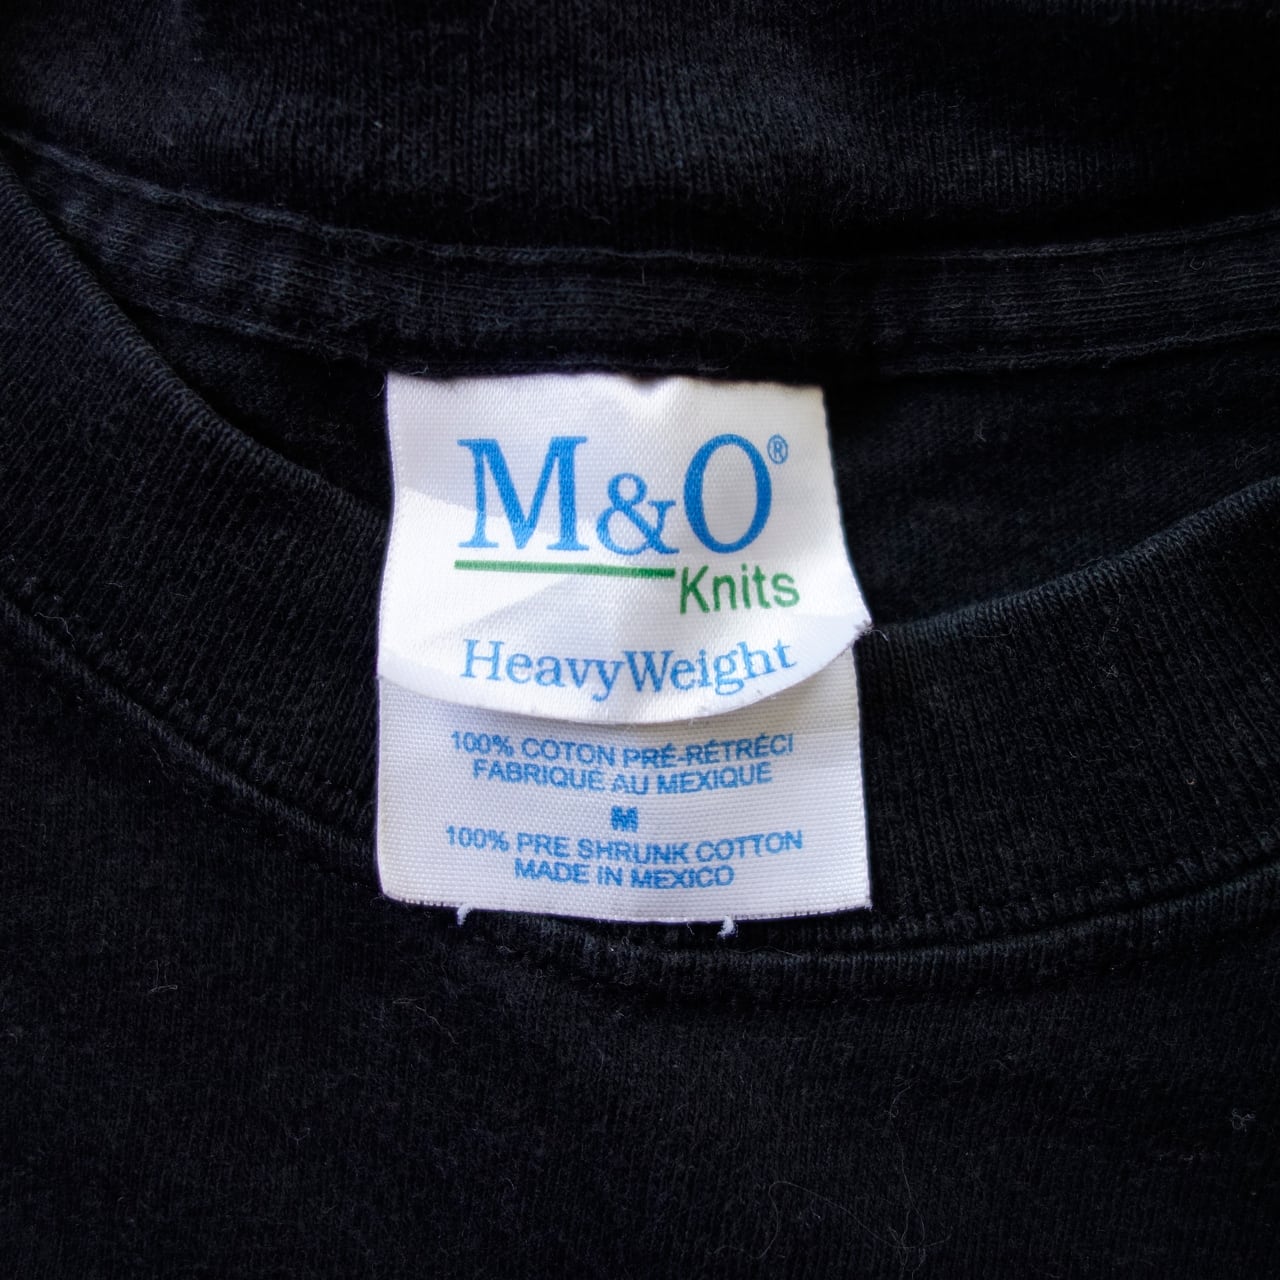 M&O®
Knits
HeavyWeight
100% COTON PRÉ-RÉTRÉCI
FABRIQUÉ AU MEXIQUE
M
100% PRE SHRUNK COTTON
MADE IN MEXICO